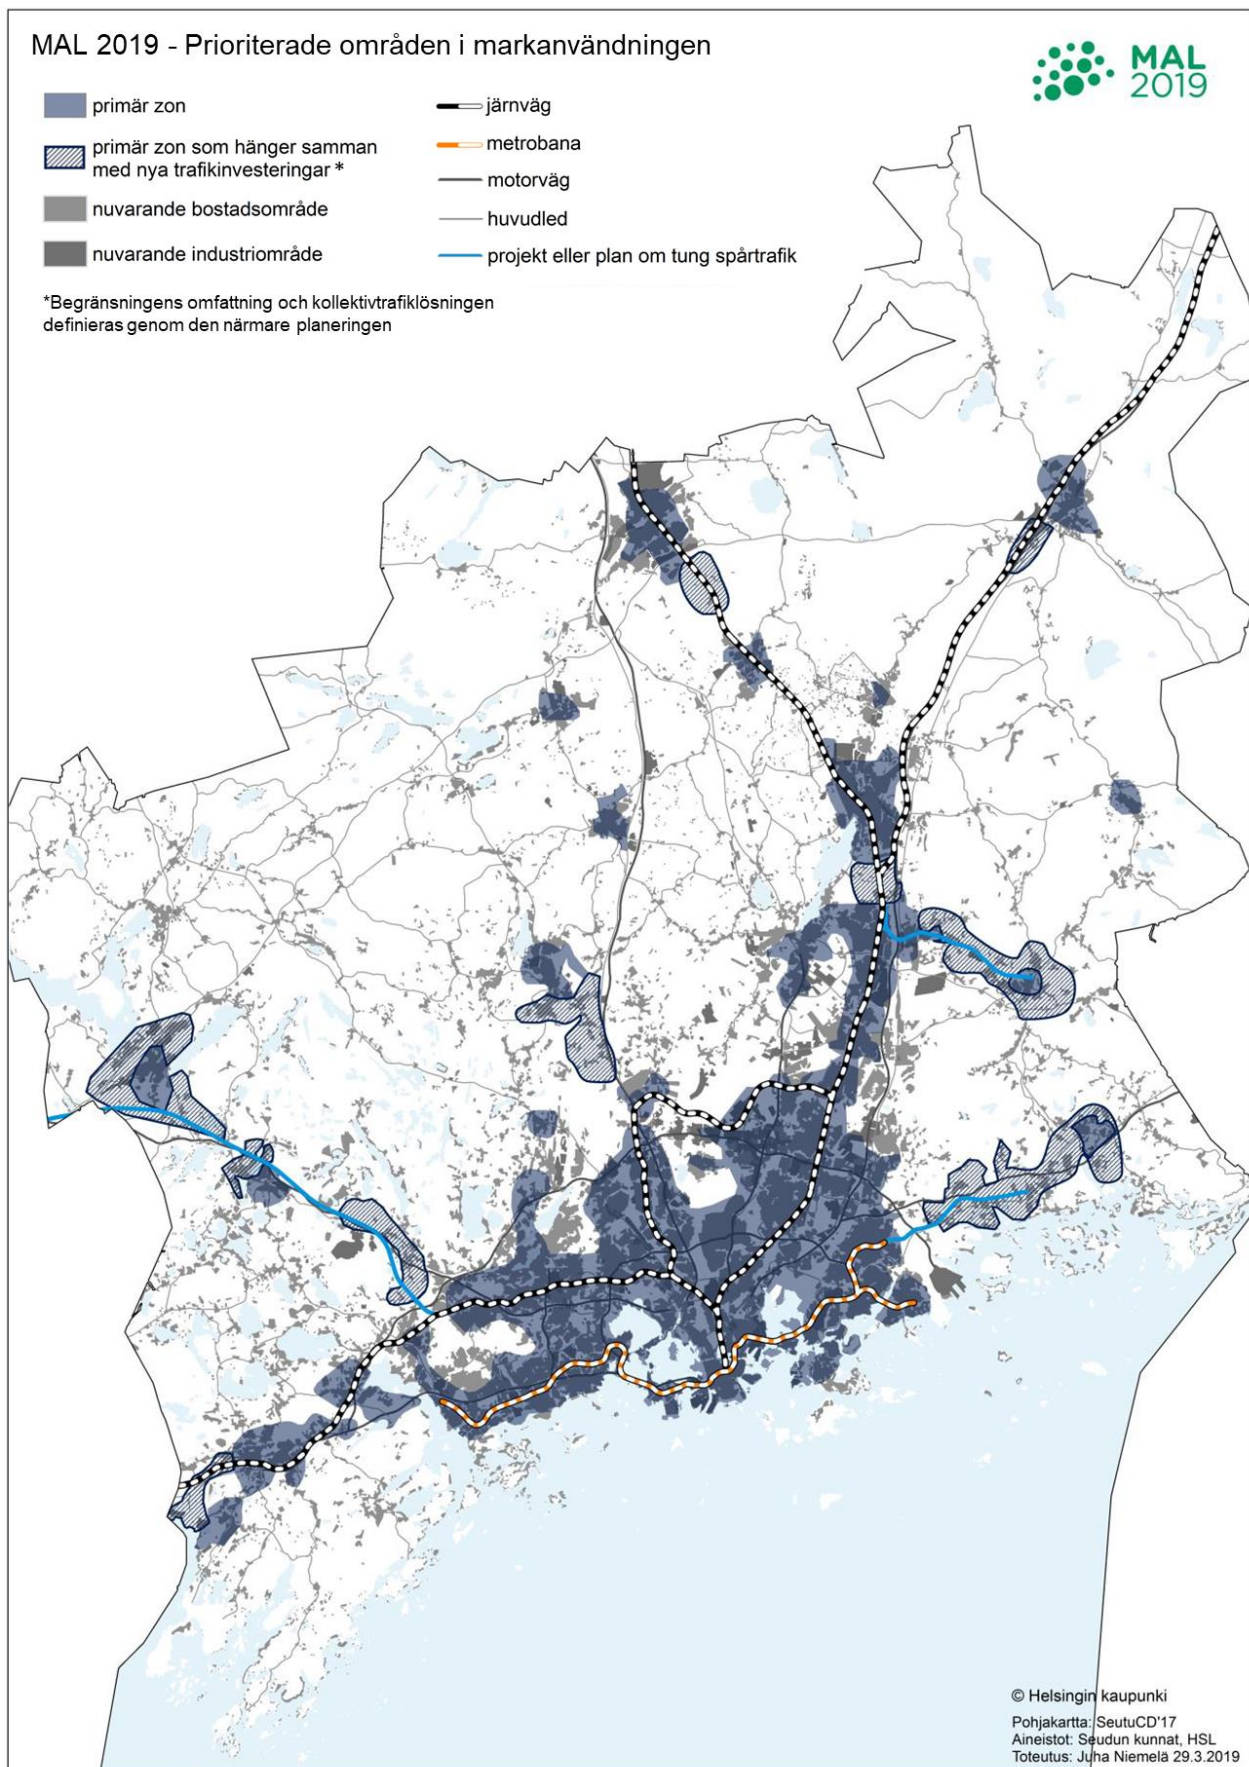 MAL 2019 - Prioriterade områden i markanvändningen
MAL
2019
primär zon
primär zon som hänger samman
med nya trafikinvesteringar *
nuvarande bostadsområde
nuvarande industriområde
järnväg
metrobana
motorväg
huvudled
projekt eller plan om tung spårtrafik
*Begränsningens omfattning och kollektivtrafiklösningen
definieras genom den närmare planeringen
© Helsingin kaupunki
Pohjakartta: SeutuCD'17
Aineistot: Seudun kunnat, HSL
Toteutus: Juha Niemelä 29.3.2019